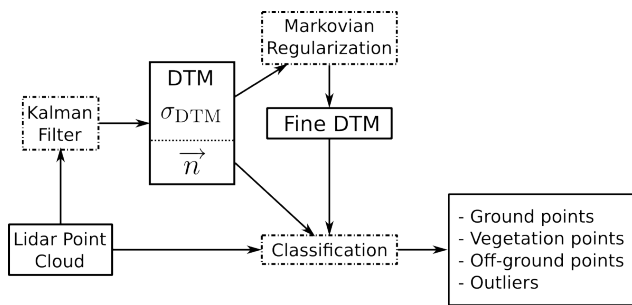 Markovian
Regularization
DTM
σDTM
n
Kalman
Filter
Fine DTM
Lidar Point
Cloud
Classification
- Ground points
- Vegetation points
- Off-ground points
- Outliers